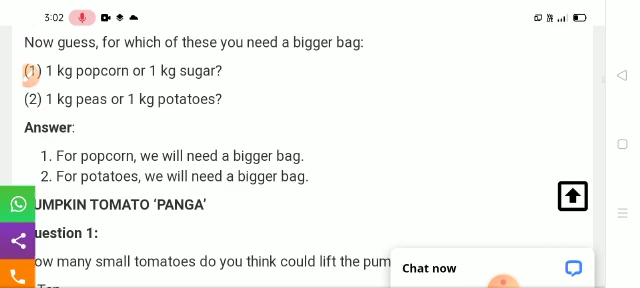 3:02
Now guess, for which of these you need a bigger bag:
(1) 1 kg popcorn or 1 kg sugar?
(2) 1 kg peas or 1 kg potatoes?
Answer:
1. For popcorn, we will need a bigger bag.
2. For potatoes, we will need a bigger bag.
UMPKIN TOMATO ‘PANGA’
uestion 1:
ow many small tomatoes do you think could lift the pum
Chat now